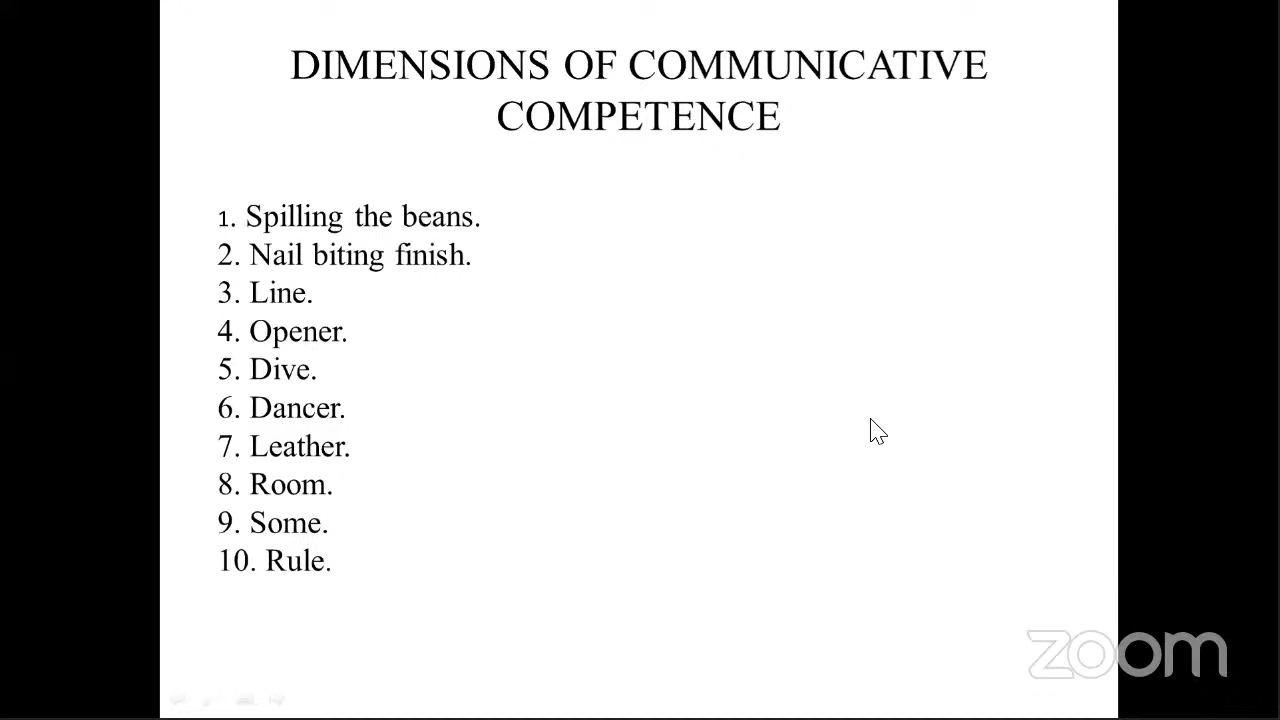 DIMENSIONS OF COMMUNICATIVE
COMPETENCE
1. Spilling the beans.
2. Nail biting finish.
3. Line.
4. Opener.
5. Dive.
6. Dancer.
7. Leather.
8. Room.
9. Some.
10. Rule.
zoom